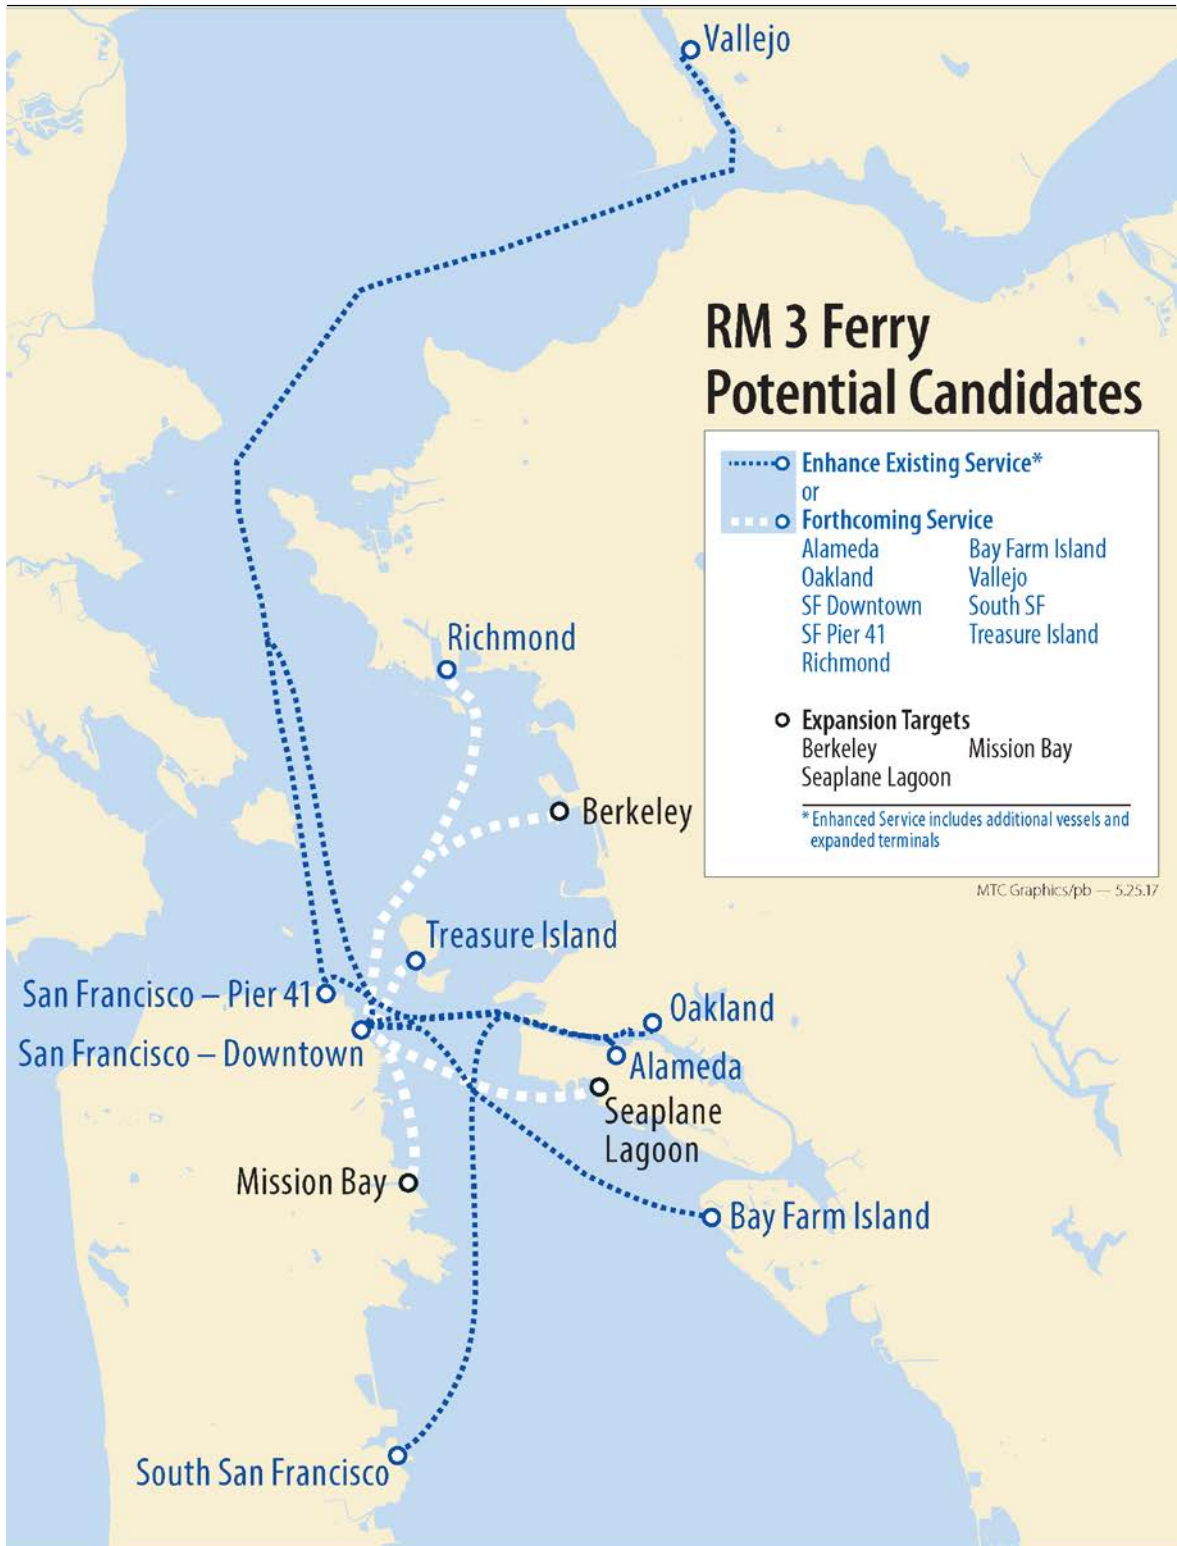 Vallejo
RM 3 Ferry
Potential Candidates
Enhance Existing Service*
or
Forthcoming Service
Alameda Bay Farm Island
Oakland Vallejo
SF Downtown South SF
SF Pier 41 Treasure Island
Richmond
Expansion Targets
Berkeley Mission Bay
Seaplane Lagoon
* Enhanced Service includes additional vessels and
expanded terminals
MTC Graphics/pb — 5.25.17
Richmond
Berkeley
Treasure Island
San Francisco – Pier 41
Oakland
San Francisco – Downtown
Alameda
Seaplane
Lagoon
Mission Bay
Bay Farm Island
South San Francisco